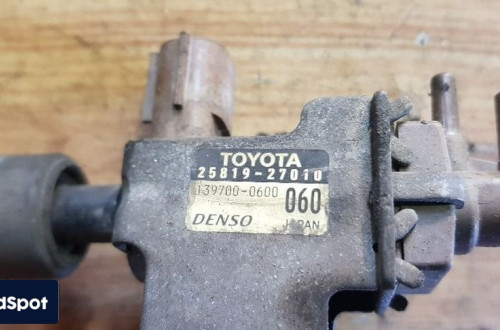 TOYOTA
25819-27010
139700-0600 060
DENSO JAPAN
dSpot